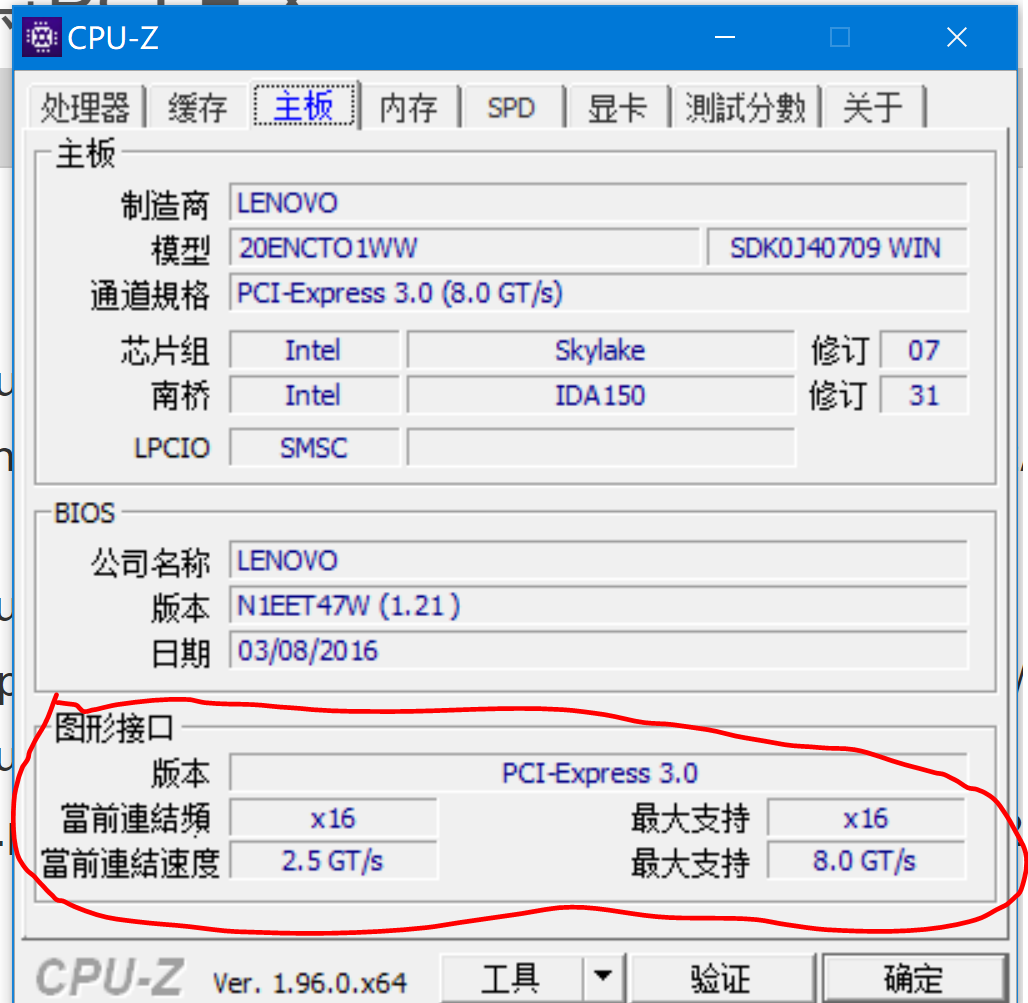 CPU-Z
处理器 缓存 主板 内存 SPD 显卡 測試分數 关于
主板
制造商 LENOVO
模型 20ENCTO1WW SDK0J40709 WIN
通道規格 PCI-Express 3.0 (8.0 GT/s)
芯片组 Intel Skylake 修订 07
南桥 Intel IDA150 修订 31
LPCIO SMSC
BIOS
公司名称 LENOVO
版本 N1EET47W (1.21 )
日期 03/08/2016
图形接口
版本 PCI-Express 3.0
當前連結頻 x16 最大支持 x16
當前連結速度 2.5 GT/s 最大支持 8.0 GT/s
CPU-Z Ver. 1.96.0.x64 工具 验证 确定